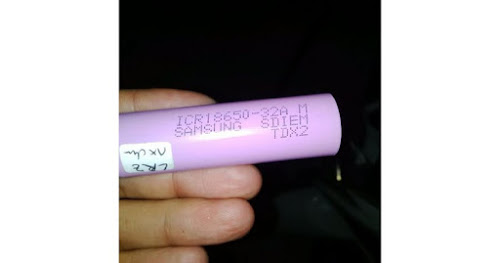 ICR18650-32A M
SAMSUNG SDIEM
TDX2